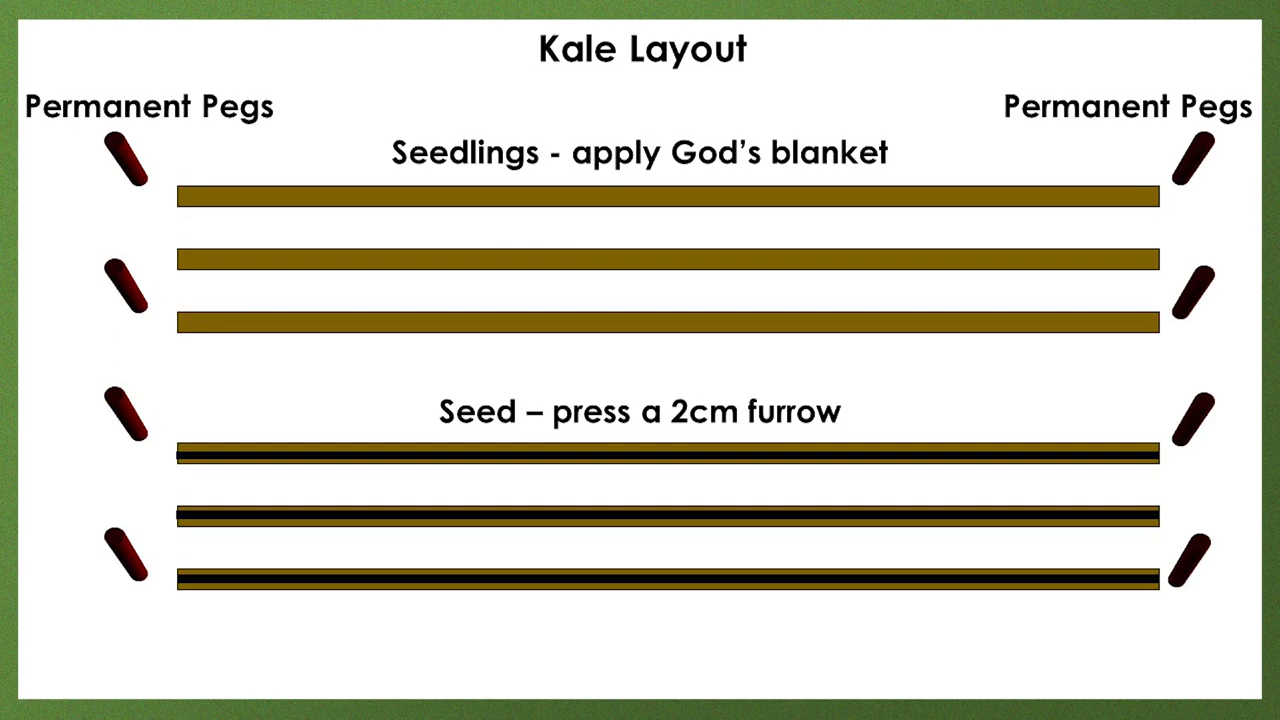 Kale Layout
Permanent Pegs
Permanent Pegs
Seedlings - apply God’s blanket
Seed – press a 2cm furrow